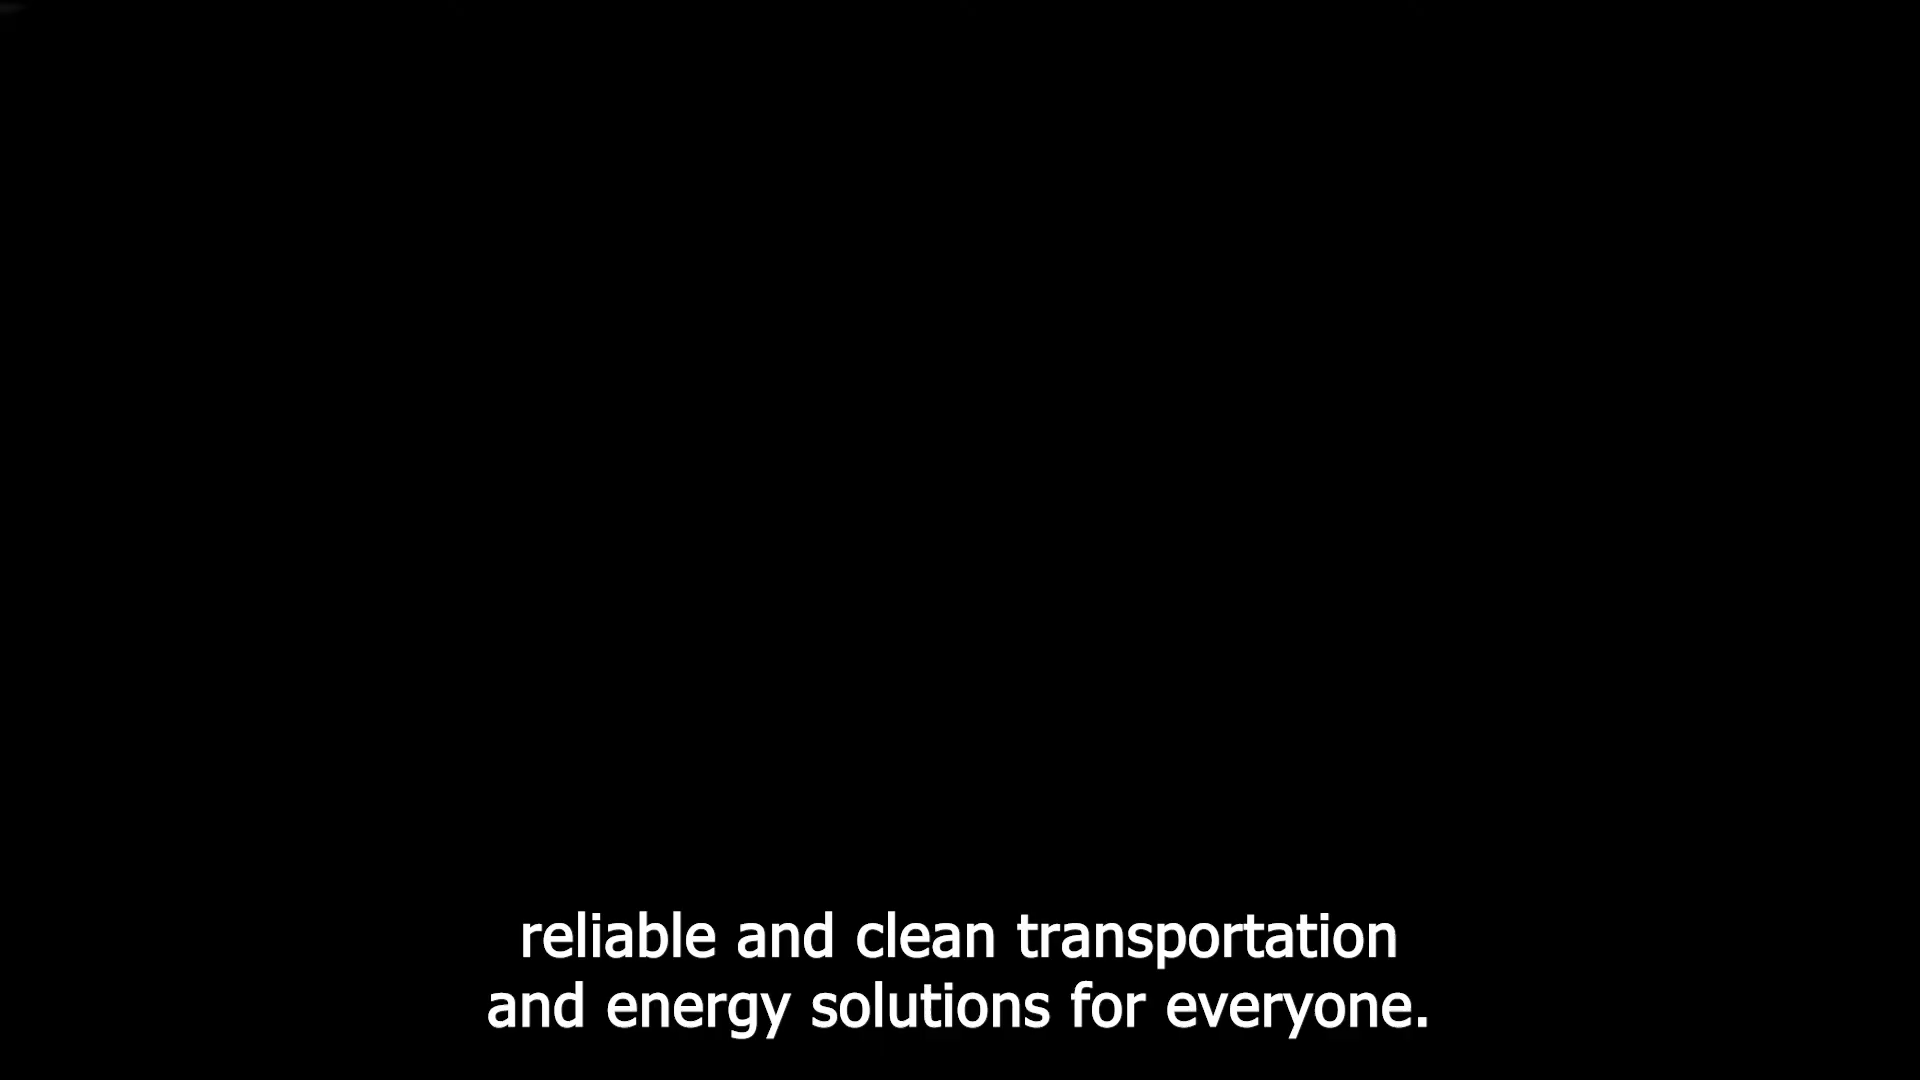 reliable and clean transportation
and energy solutions for everyone.